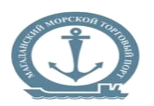 МАГАДАНСКИЙ МОРСКОЙ ТОРГОВЫЙ ПОРТ